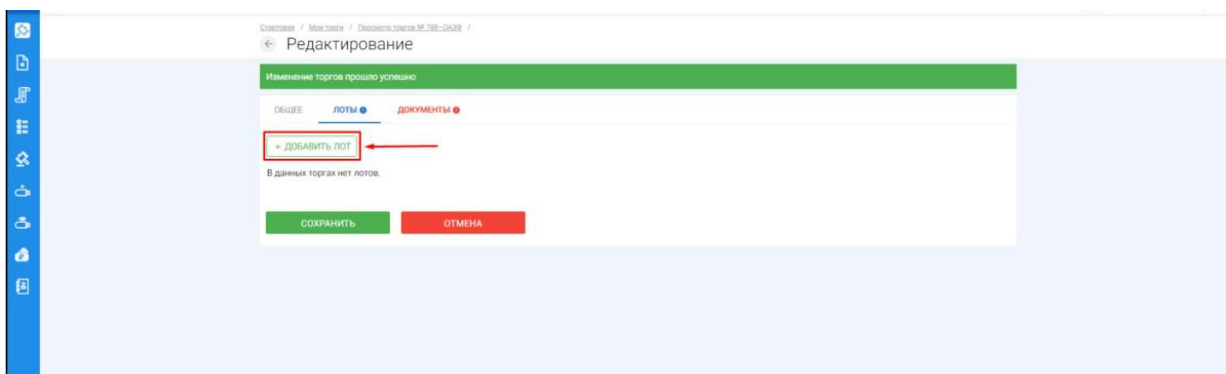 Стартовая / Мои торги / Просмотр торгов № 788-ОАЗФ /
Редактирование
Изменение торгов прошло успешно
ОБЩЕЕ ЛОТЫ ДОКУМЕНТЫ
+ ДОБАВИТЬ ЛОТ
В данных торгах нет лотов.
СОХРАНИТЬ ОТМЕНА